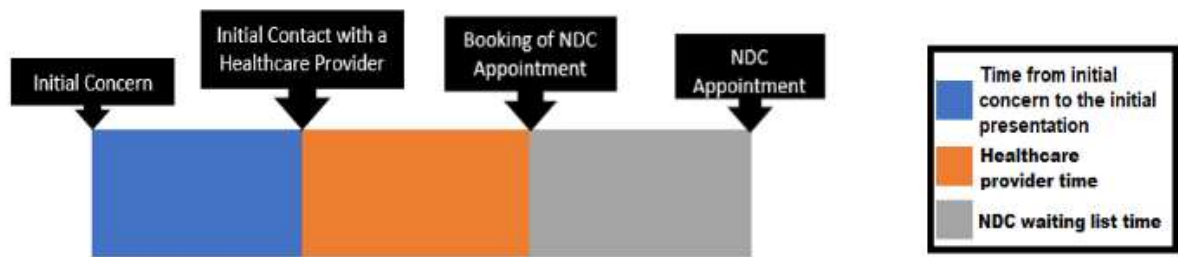 Initial Concern
Initial Contact with a
Healthcare Provider
Booking of NDC
Appointment
NDC
Appointment
Time from initial
concern to the initial
presentation
Healthcare
provider time
NDC waiting list time